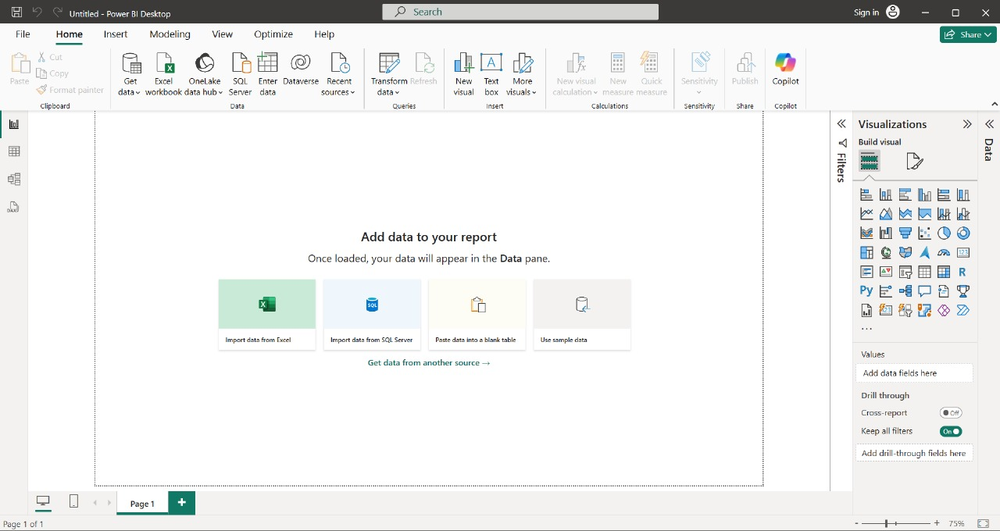 Untitled - Power BI Desktop
Search
Sign in
File Home Insert Modeling View Optimize Help
Share
Paste
Cut
Copy
Format painter
Clipboard
Get data
Excel workbook
OneLake data hub
SQL Server
Enter data
Dataverse
Recent sources
Data
Transform data
Refresh
Queries
New visual
Text box
More visuals
Insert
New visual calculation
New measure
Quick measure
Calculations
Sensitivity
Sensitivity
Publish
Share
Copilot
Copilot
DAX
Add data to your report
Once loaded, your data will appear in the Data pane.
SQL
Import data from Excel
Import data from SQL Server
Paste data into a blank table
Use sample data
Get data from another source →
Filters
Visualizations
Build visual
123
R
Py
123
...
Values
Add data fields here
Drill through
Cross-report
Off
Keep all filters
On
Add drill-through fields here
Data
Page 1
+
Page 1 of 1
- + 75%